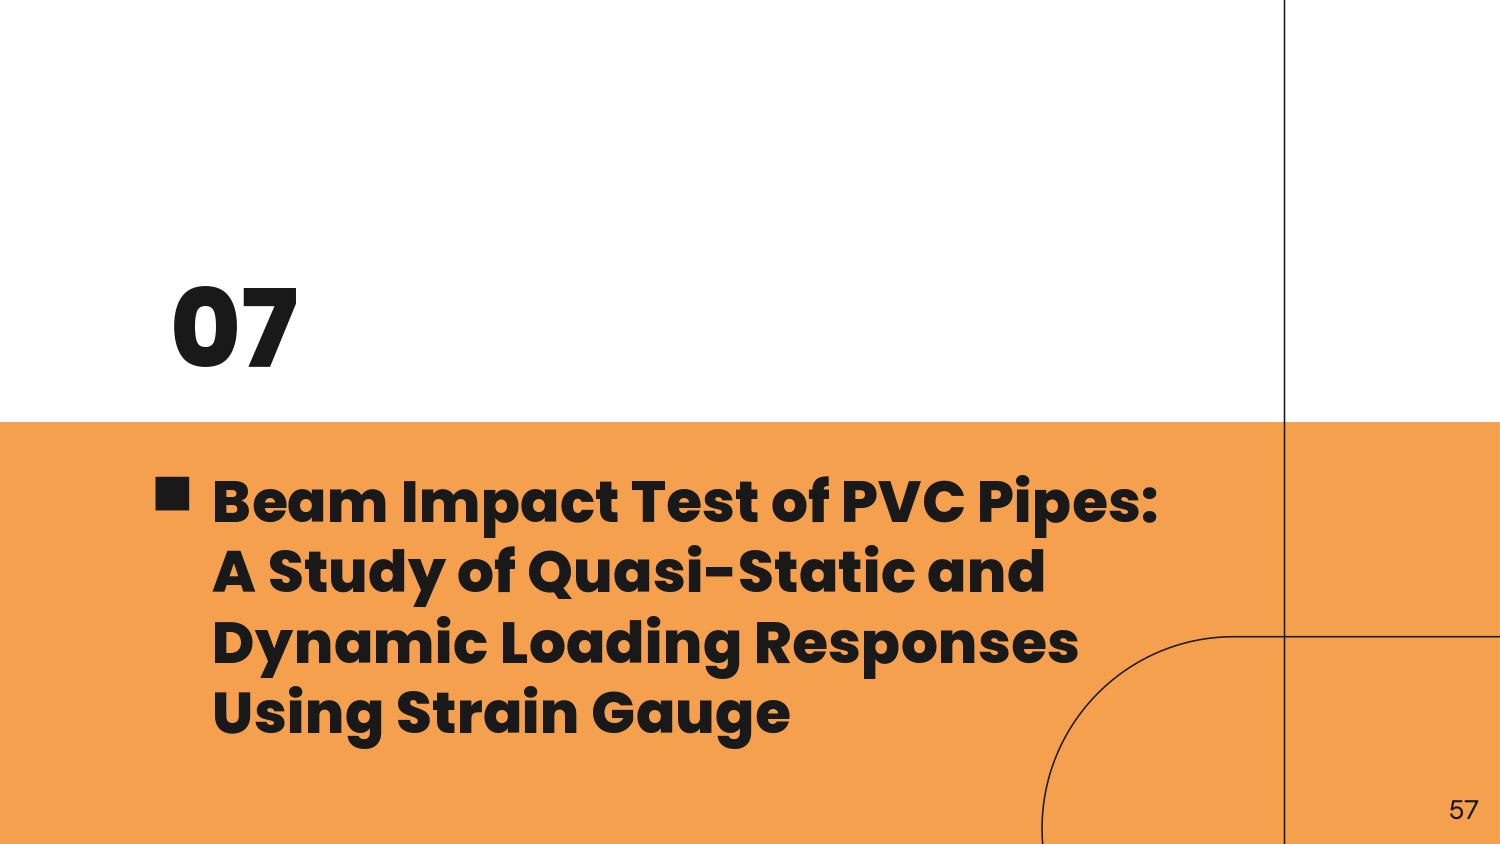 07
Beam Impact Test of PVC Pipes:
A Study of Quasi-Static and
Dynamic Loading Responses
Using Strain Gauge
57